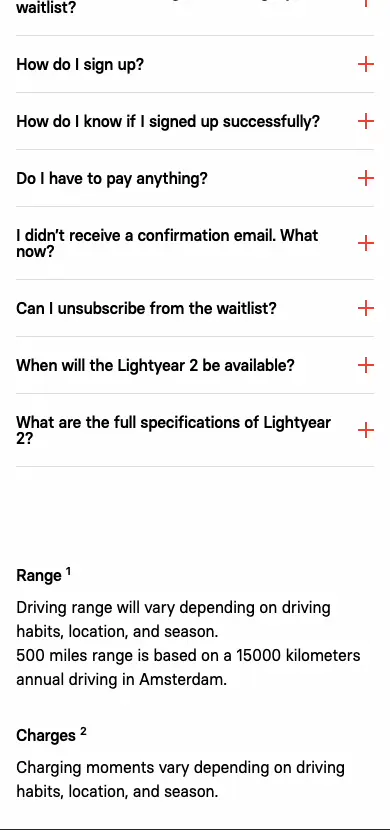 waitlist?
How do I sign up?
How do I know if I signed up successfully?
Do I have to pay anything?
I didn't receive a confirmation email. What
now?
Can I unsubscribe from the waitlist?
When will the Lightyear 2 be available?
What are the full specifications of Lightyear
2?
Range 1
Driving range will vary depending on driving
habits, location, and season.
500 miles range is based on a 15000 kilometers
annual driving in Amsterdam.
Charges 2
Charging moments vary depending on driving
habits, location, and season.